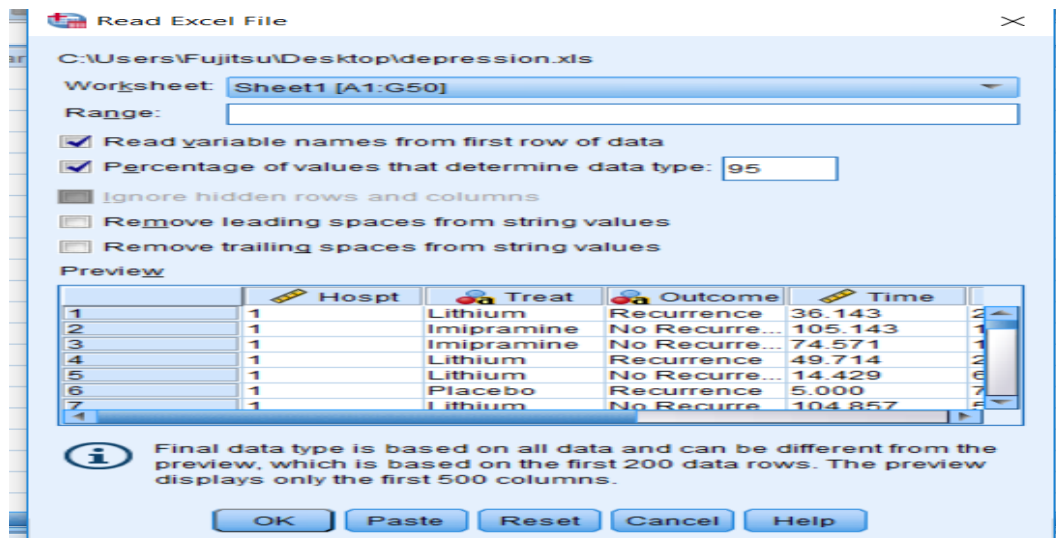 Read Excel File
C:\Users\Fujitsu\Desktop\depression.xls
Worksheet: Sheet1 [A1:G50]
Range:
Read variable names from first row of data
Percentage of values that determine data type: 95
Ignore hidden rows and columns
Remove leading spaces from string values
Remove trailing spaces from string values
Preview
Hospt Treat Outcome Time
1 1 Lithium Recurrence 36.143 2
2 1 Imipramine No Recurre... 105.143 1
3 1 Imipramine No Recurre... 74.571 1
4 1 Lithium Recurrence 49.714 2
5 1 Lithium No Recurre... 14.429 6
6 1 Placebo Recurrence 5.000 7
7 1 Lithium No Recurre 104.857 5
Final data type is based on all data and can be different from the
preview, which is based on the first 200 data rows. The preview
displays only the first 500 columns.
OK Paste Reset Cancel Help